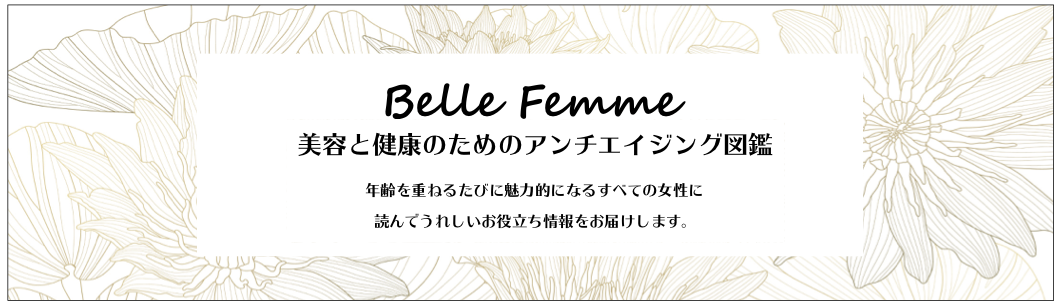 Belle Femme
美容と健康のためのアンチエイジング図鑑
年齢を重ねるたびに魅力的になるすべての女性に
読んでうれしいお役立ち情報をお届けします。